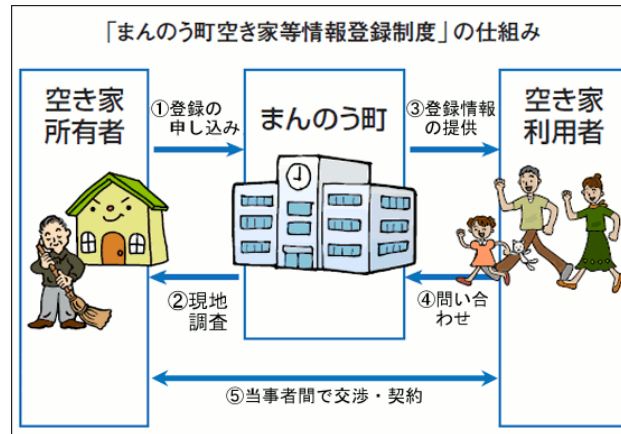 「まんのう町空き家等情報登録制度」の仕組み
空き家
所有者
①登録の
申し込み
まんのう町
③登録情報
の提供
空き家
利用者
②現地
調査
④問い合
わせ
⑤当事者間で交渉・契約